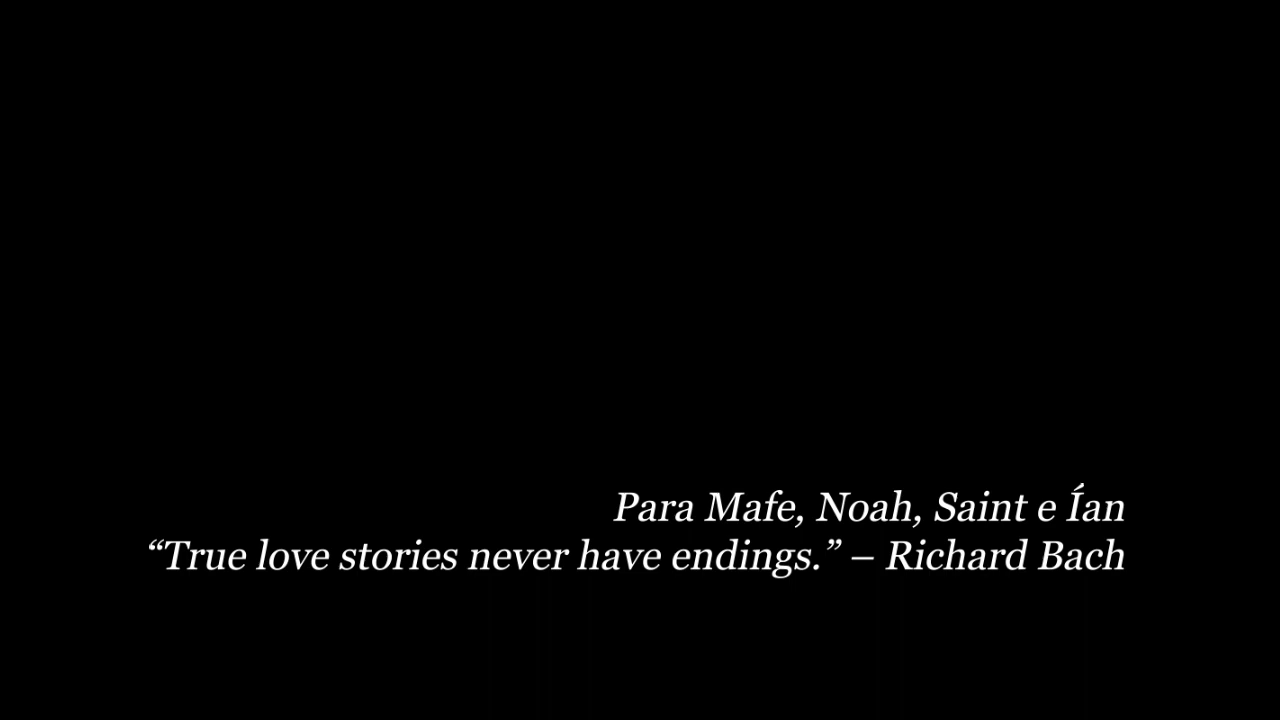 Para Mafe, Noah, Saint e Ían
“True love stories never have endings.” – Richard Bach